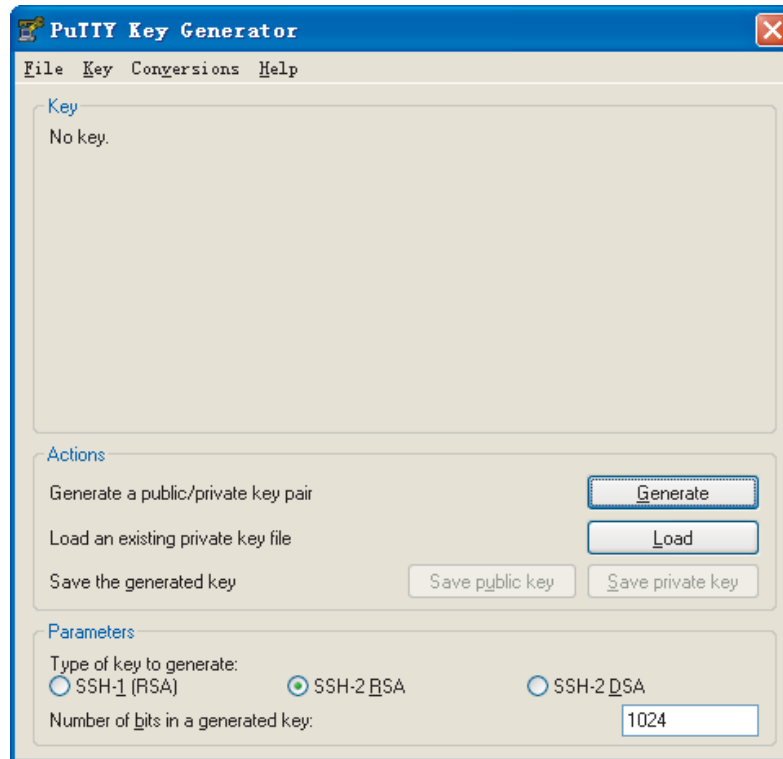 PuTTY Key Generator
File Key Conversions Help
Key
No key.
Actions
Generate a public/private key pair Generate
Load an existing private key file Load
Save the generated key Save public key Save private key
Parameters
Type of key to generate:
SSH-1 (RSA) SSH-2 RSA SSH-2 DSA
Number of bits in a generated key: 1024